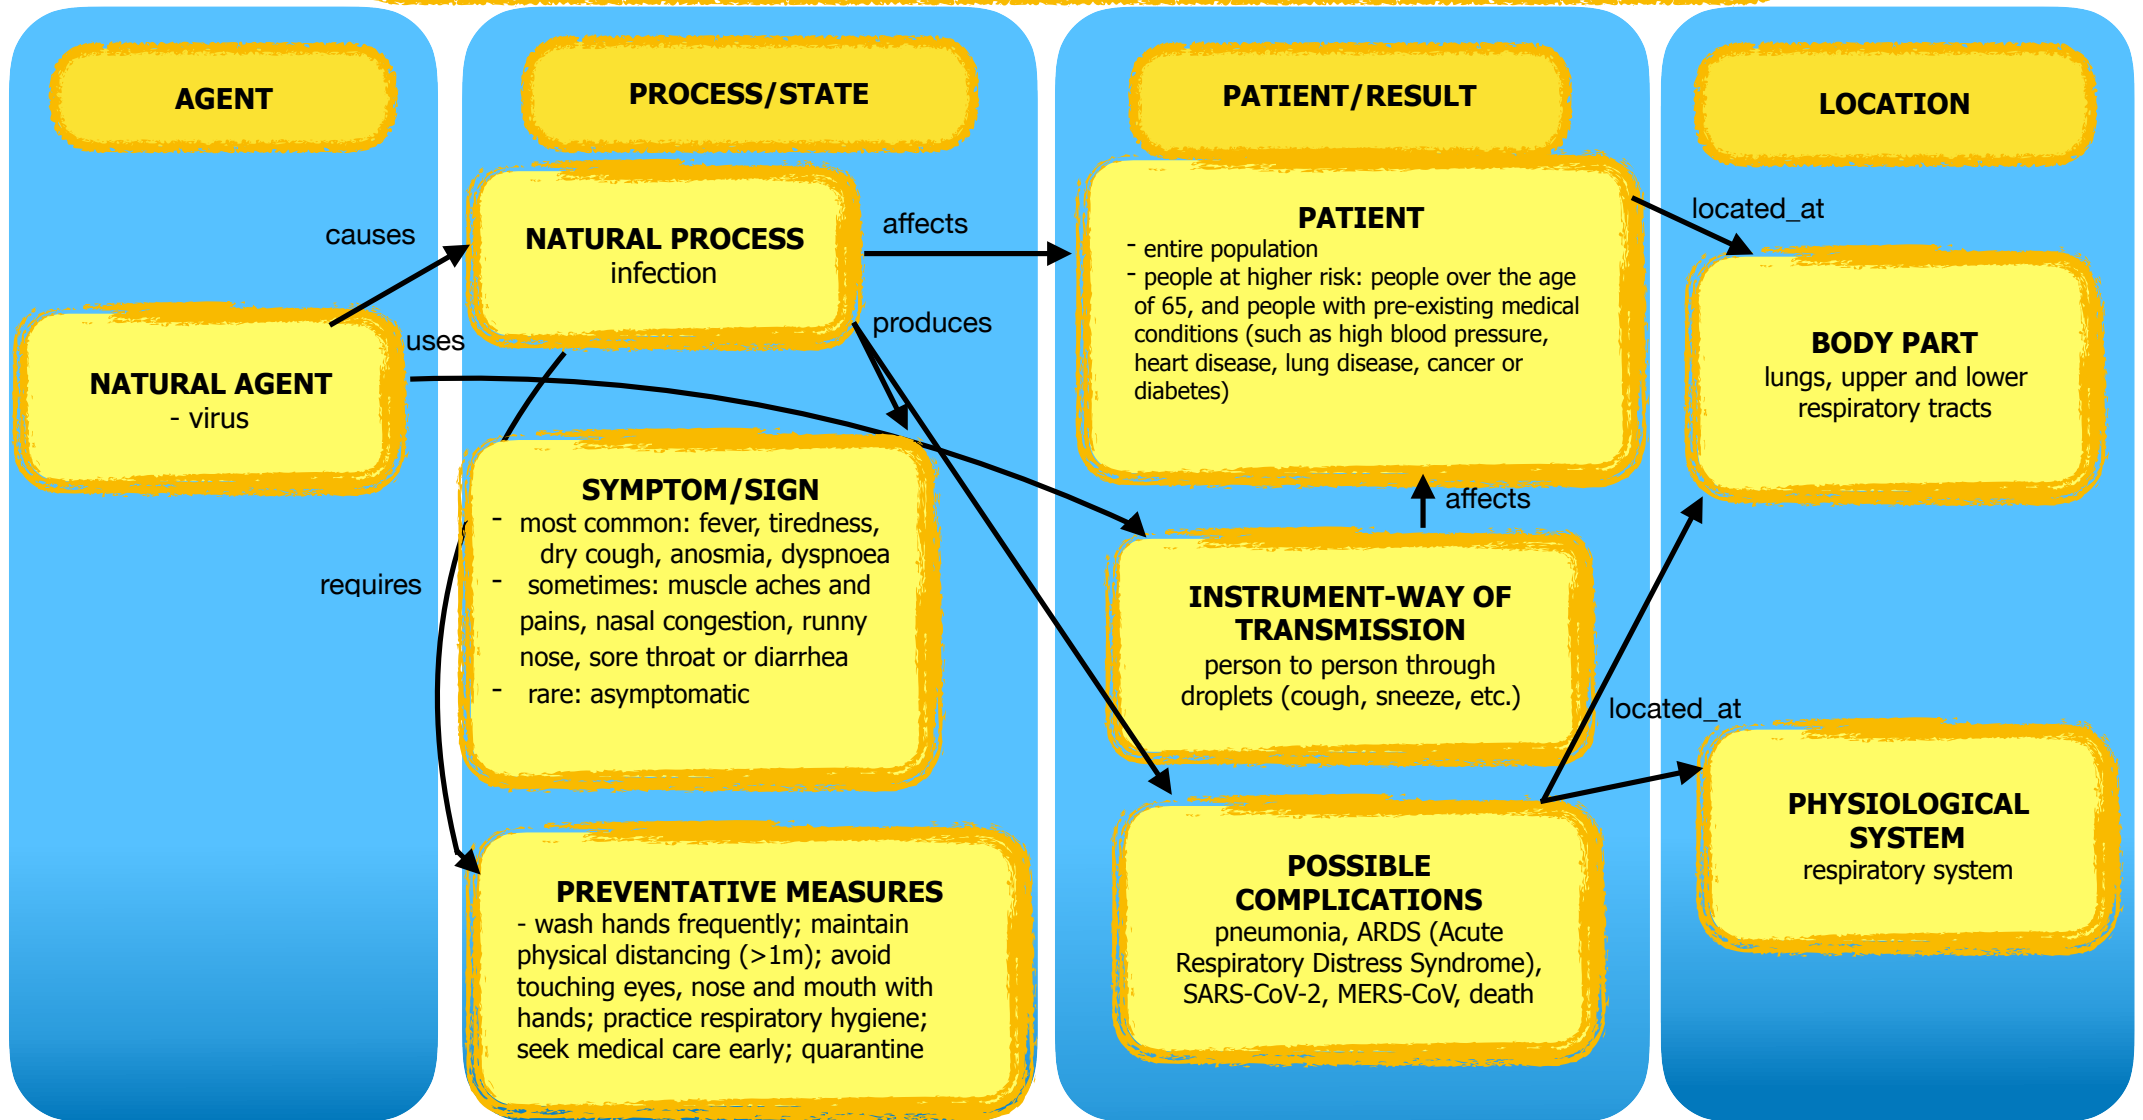 AGENT
causes
uses
NATURAL AGENT
- virus
requires
PROCESS/STATE
NATURAL PROCESS
infection
affects
produces
SYMPTOM/SIGN
- most common: fever, tiredness,
dry cough, anosmia, dyspnoea
- sometimes: muscle aches and
pains, nasal congestion, runny
nose, sore throat or diarrhea
- rare: asymptomatic
PREVENTATIVE MEASURES
- wash hands frequently; maintain
physical distancing (>1m); avoid
touching eyes, nose and mouth with
hands; practice respiratory hygiene;
seek medical care early; quarantine
PATIENT/RESULT
PATIENT
- entire population
- people at higher risk: people over the age
of 65, and people with pre-existing medical
conditions (such as high blood pressure,
heart disease, lung disease, cancer or
diabetes)
affects
INSTRUMENT-WAY OF
TRANSMISSION
person to person through
droplets (cough, sneeze, etc.)
POSSIBLE
COMPLICATIONS
pneumonia, ARDS (Acute
Respiratory Distress Syndrome),
SARS-CoV-2, MERS-CoV, death
LOCATION
located_at
BODY PART
lungs, upper and lower
respiratory tracts
located_at
PHYSIOLOGICAL
SYSTEM
respiratory system